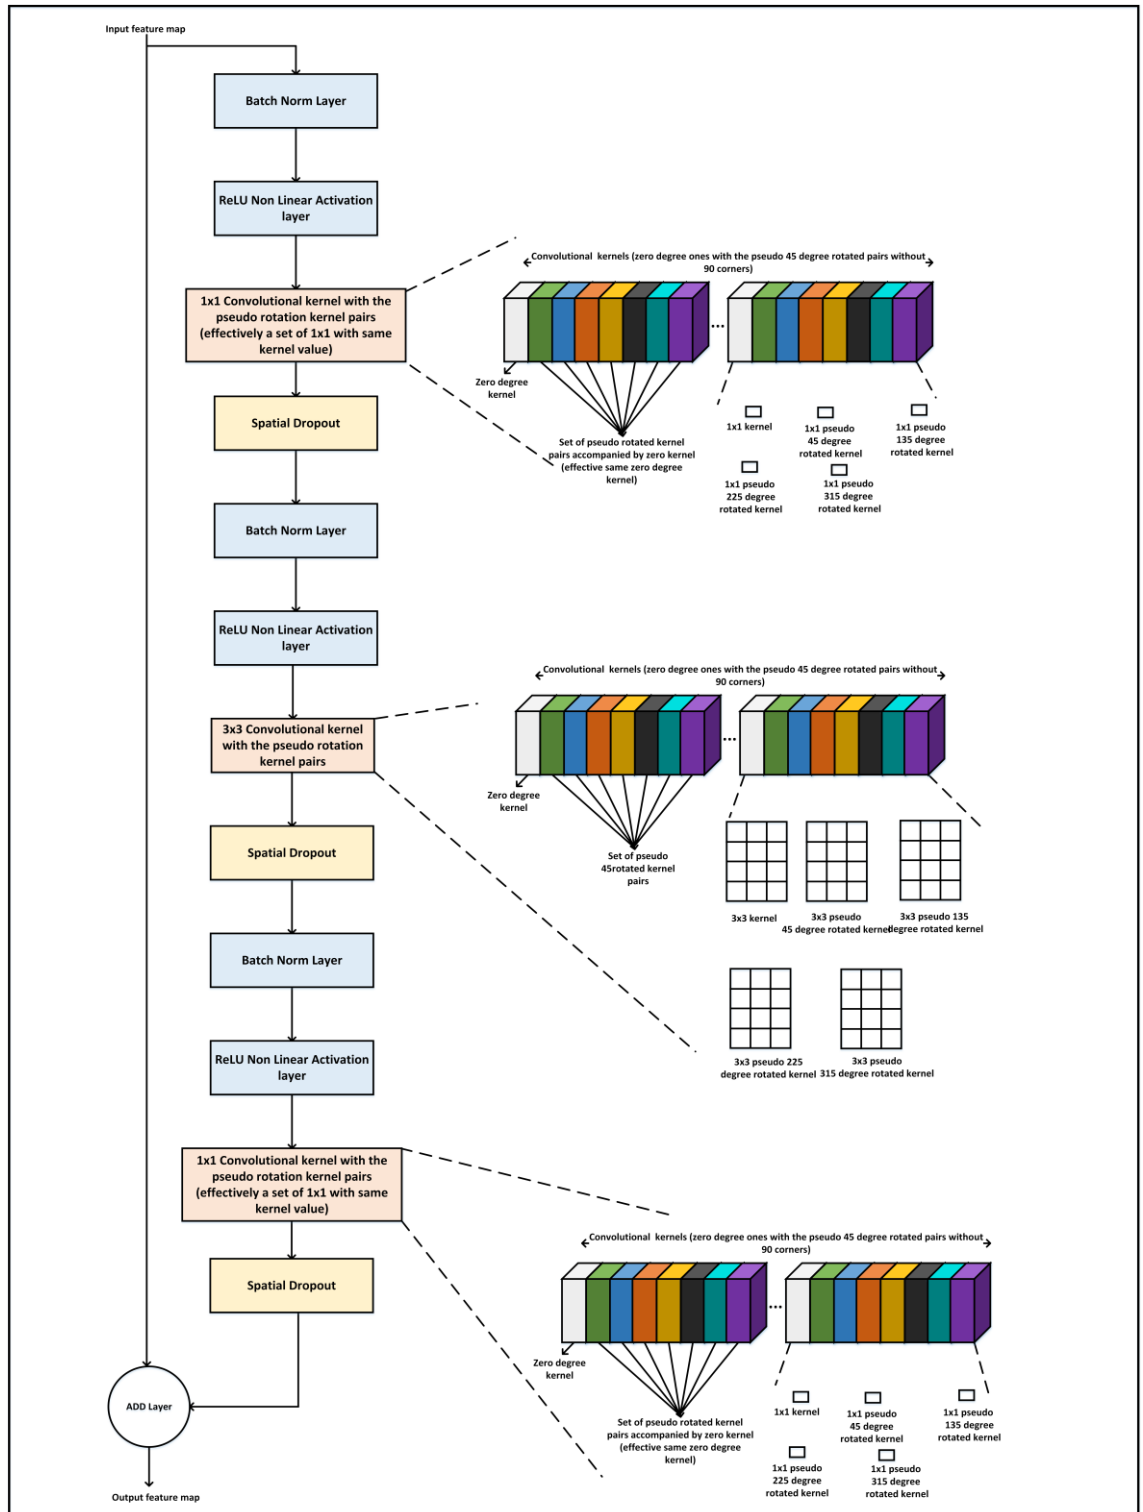 Input feature map
Batch Norm Layer
ReLU Non Linear Activation
layer
1x1 Convolutional kernel with the
pseudo rotation kernel pairs
(effectively a set of 1x1 with same
kernel value)
Convolutional kernels (zero degree ones with the pseudo 45 degree rotated pairs without
90 corners)
...
Zero degree
kernel
Set of pseudo rotated kernel
pairs accompanied by zero kernel
(effective same zero degree
kernel)
1x1 kernel
1x1 pseudo
45 degree
rotated kernel
1x1 pseudo
135 degree
rotated kernel
1x1 pseudo
225 degree
rotated kernel
1x1 pseudo
315 degree
rotated kernel
Spatial Dropout
Batch Norm Layer
ReLU Non Linear Activation
layer
3x3 Convolutional kernel
with the pseudo rotation
kernel pairs
Convolutional kernels (zero degree ones with the pseudo 45 degree rotated pairs without
90 corners)
...
Zero degree
kernel
Set of pseudo
45rotated kernel
pairs
3x3 kernel
3x3 pseudo
45 degree rotated kernel
3x3 pseudo 135
degree rotated kernel
3x3 pseudo 225
degree rotated kernel
3x3 pseudo
315 degree rotated kernel
Spatial Dropout
Batch Norm Layer
ReLU Non Linear Activation
layer
1x1 Convolutional kernel with the
pseudo rotation kernel pairs
(effectively a set of 1x1 with same
kernel value)
Convolutional kernels (zero degree ones with the pseudo 45 degree rotated pairs without
90 corners)
...
Zero degree
kernel
Set of pseudo rotated kernel
pairs accompanied by zero kernel
(effective same zero degree
kernel)
1x1 kernel
1x1 pseudo
45 degree
rotated kernel
1x1 pseudo
135 degree
rotated kernel
1x1 pseudo
225 degree
rotated kernel
1x1 pseudo
315 degree
rotated kernel
Spatial Dropout
ADD Layer
Output feature map